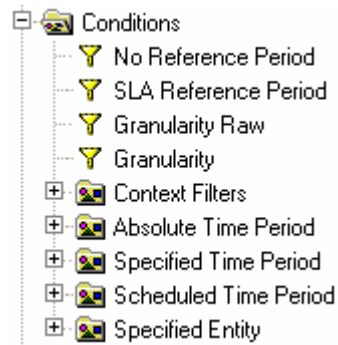 Conditions
No Reference Period
SLA Reference Period
Granularity Raw
Granularity
Context Filters
Absolute Time Period
Specified Time Period
Scheduled Time Period
Specified Entity